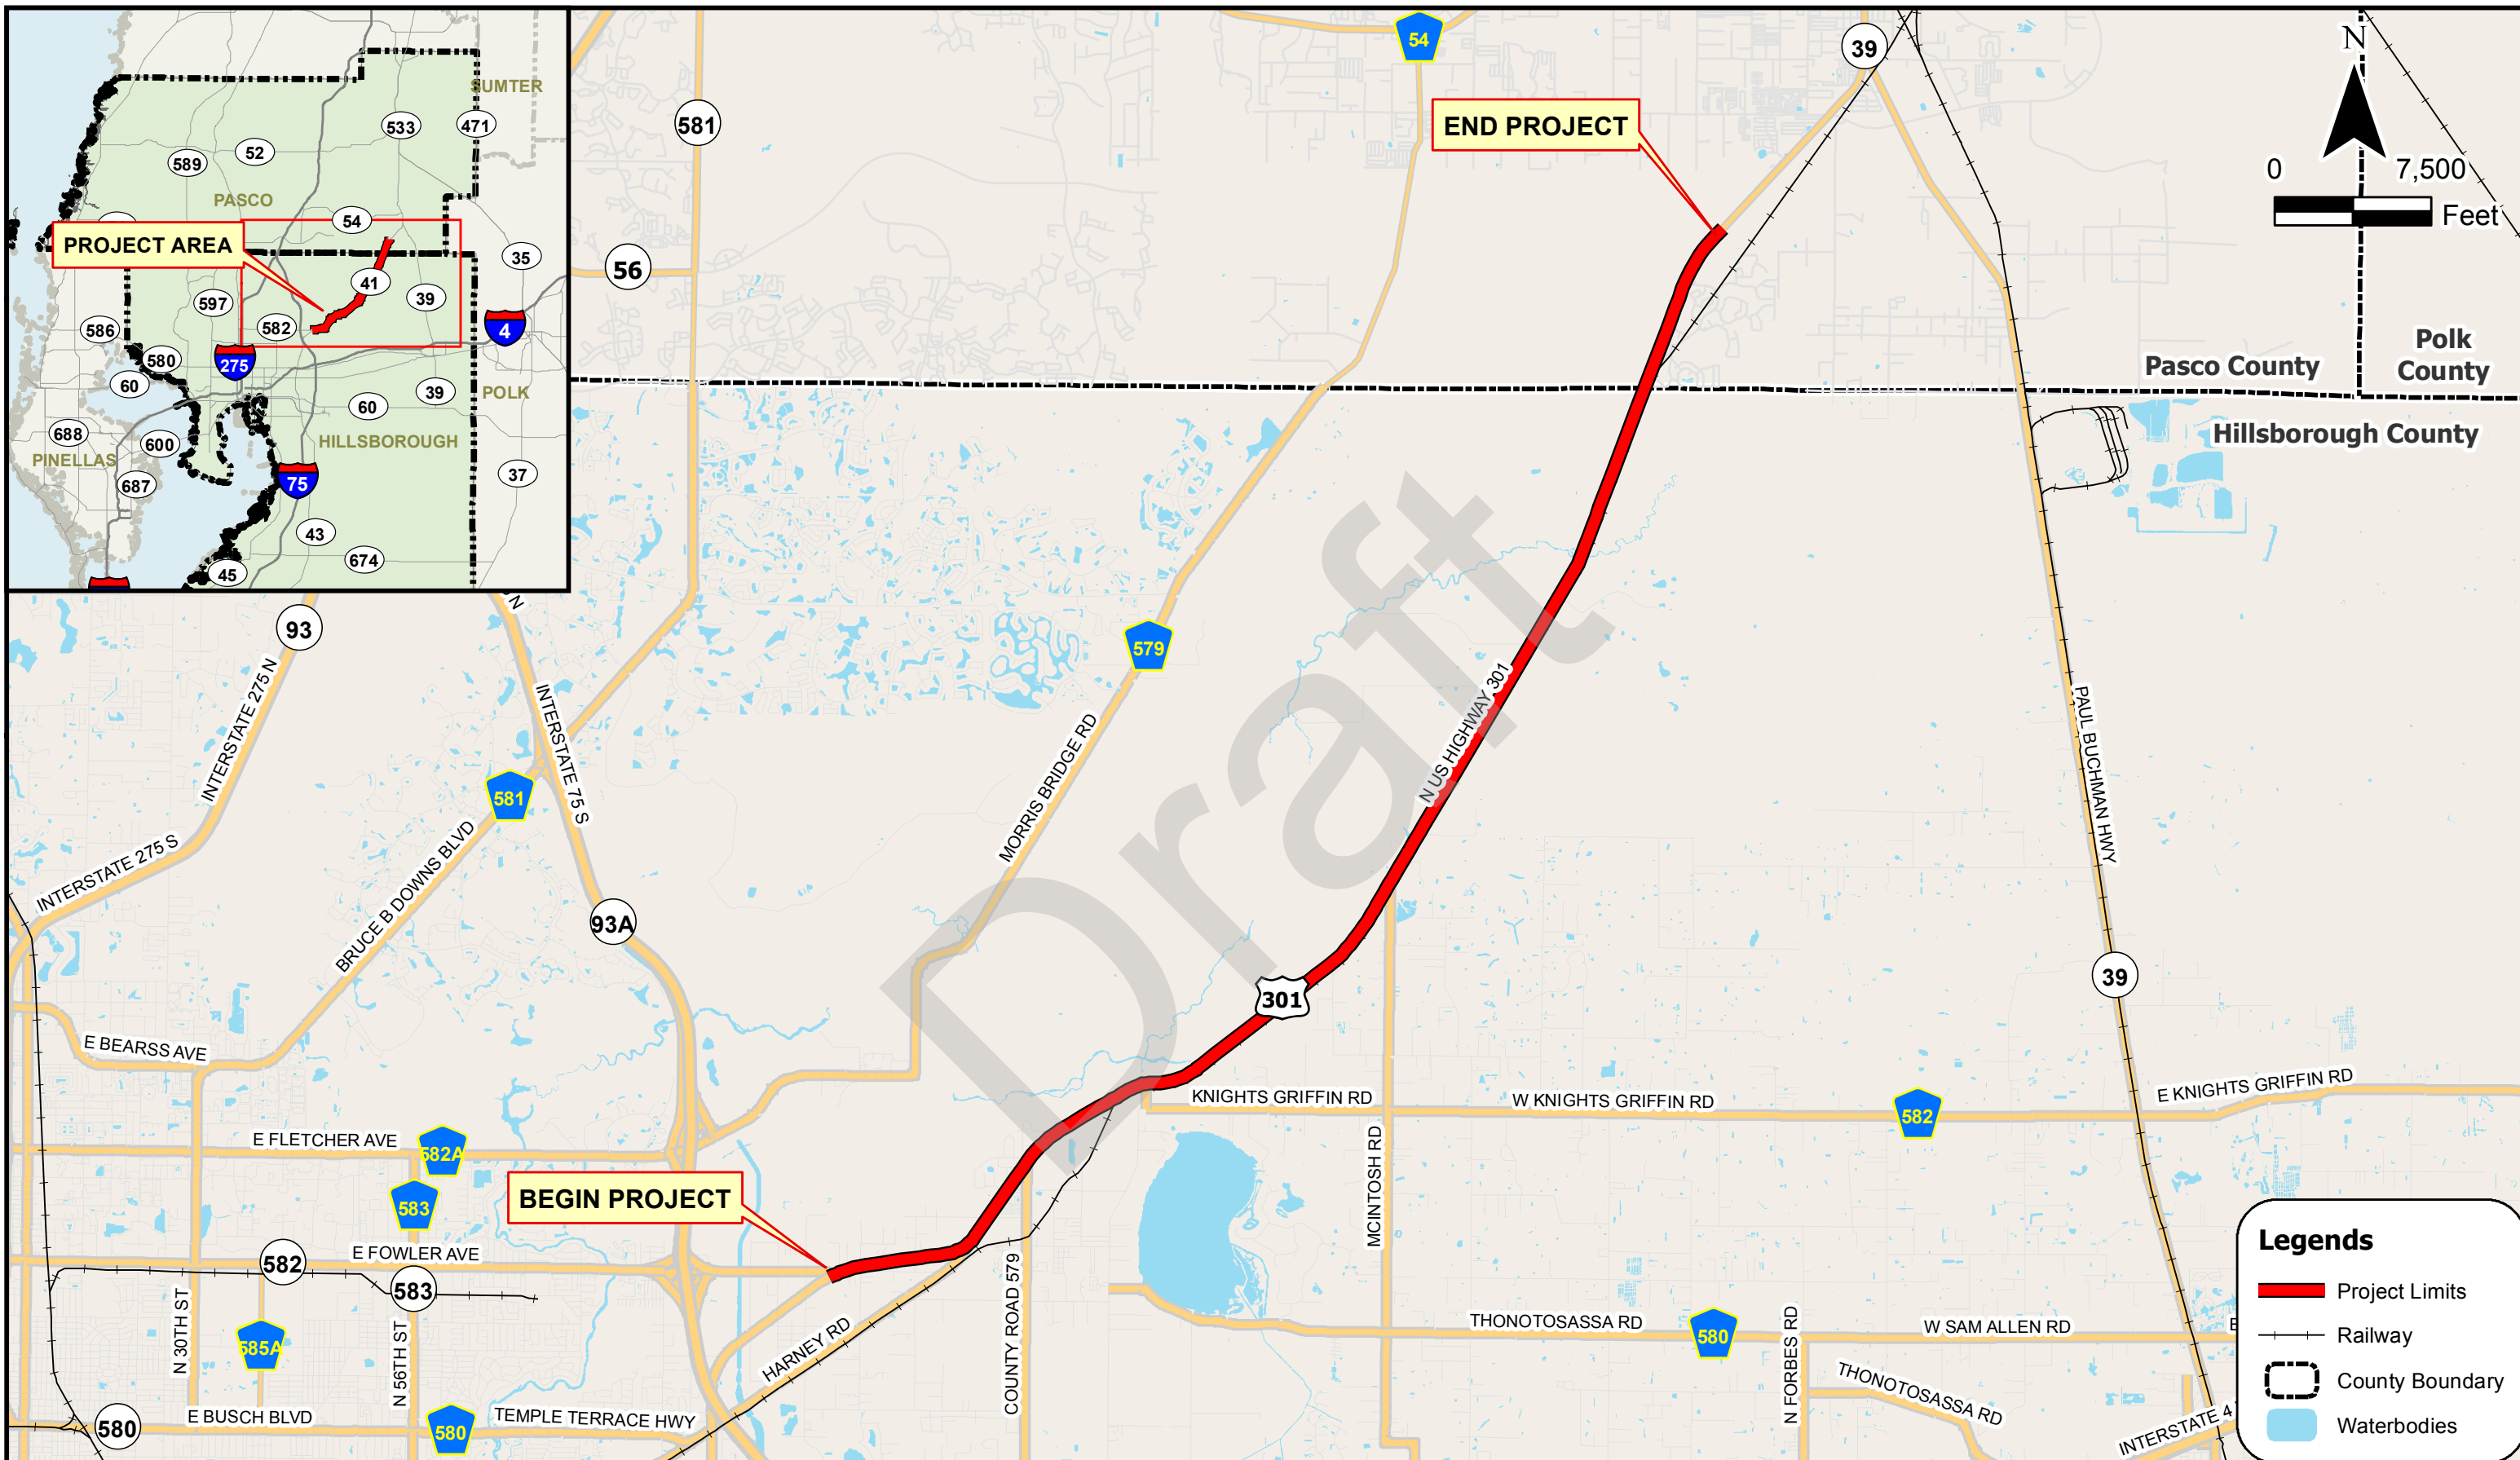 SUMTER
533
471
52
589
PASCO
54
PROJECT AREA
41
35
597
39
582
586
4
580
275
60
39
60
POLK
688
600
HILLSBOROUGH
PINELLAS
687
75
37
43
674
45
54
39
N
581
END PROJECT
0
7,500
Feet
56
Polk
County
Pasco County
Hillsborough County
93
N
579
INTERSTATE 275 N
INTERSTATE 75 S
N US HIGHWAY 301
PAUL BUCHMAN HWY
MORRIS BRIDGE RD
581
INTERSTATE 275 S
BRUCE B DOWNS BLVD
93A
Draft
39
301
E BEARSS AVE
KNIGHTS GRIFFIN RD
W KNIGHTS GRIFFIN RD
582
E KNIGHTS GRIFFIN RD
E FLETCHER AVE
582A
MCINTOSH RD
583
BEGIN PROJECT
E FOWLER AVE
582
583
COUNTY ROAD 579
N 30TH ST
585A
N 56TH ST
HARNEY RD
THONOTOSASSA RD
580
N FORBES RD
W SAM ALLEN RD
E
THONOTOSASSA RD
580
E BUSCH BLVD
580
TEMPLE TERRACE HWY
INTERSTATE 4
Legends
Project Limits
Railway
County Boundary
Waterbodies